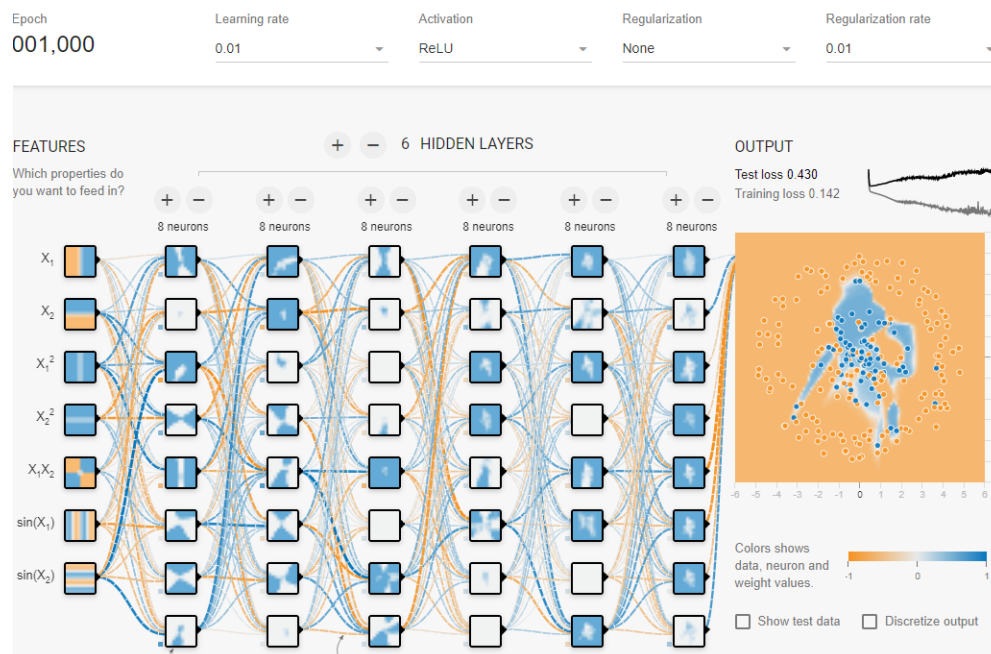 Epoch
001,000
Learning rate
0.01
Activation
ReLU
Regularization
None
Regularization rate
0.01
FEATURES
Which properties do
you want to feed in?
+ − 6 HIDDEN LAYERS
+ − + − + − + − + − + −
8 neurons 8 neurons 8 neurons 8 neurons 8 neurons 8 neurons
X₁
X₂
X₁²
X₂²
X₁X₂
sin(X₁)
sin(X₂)
OUTPUT
Test loss 0.430
Training loss 0.142
-6 -5 -4 -3 -2 -1 0 1 2 3 4 5 6
Colors shows
data, neuron and
weight values.
-1 0 1
Show test data
Discretize output